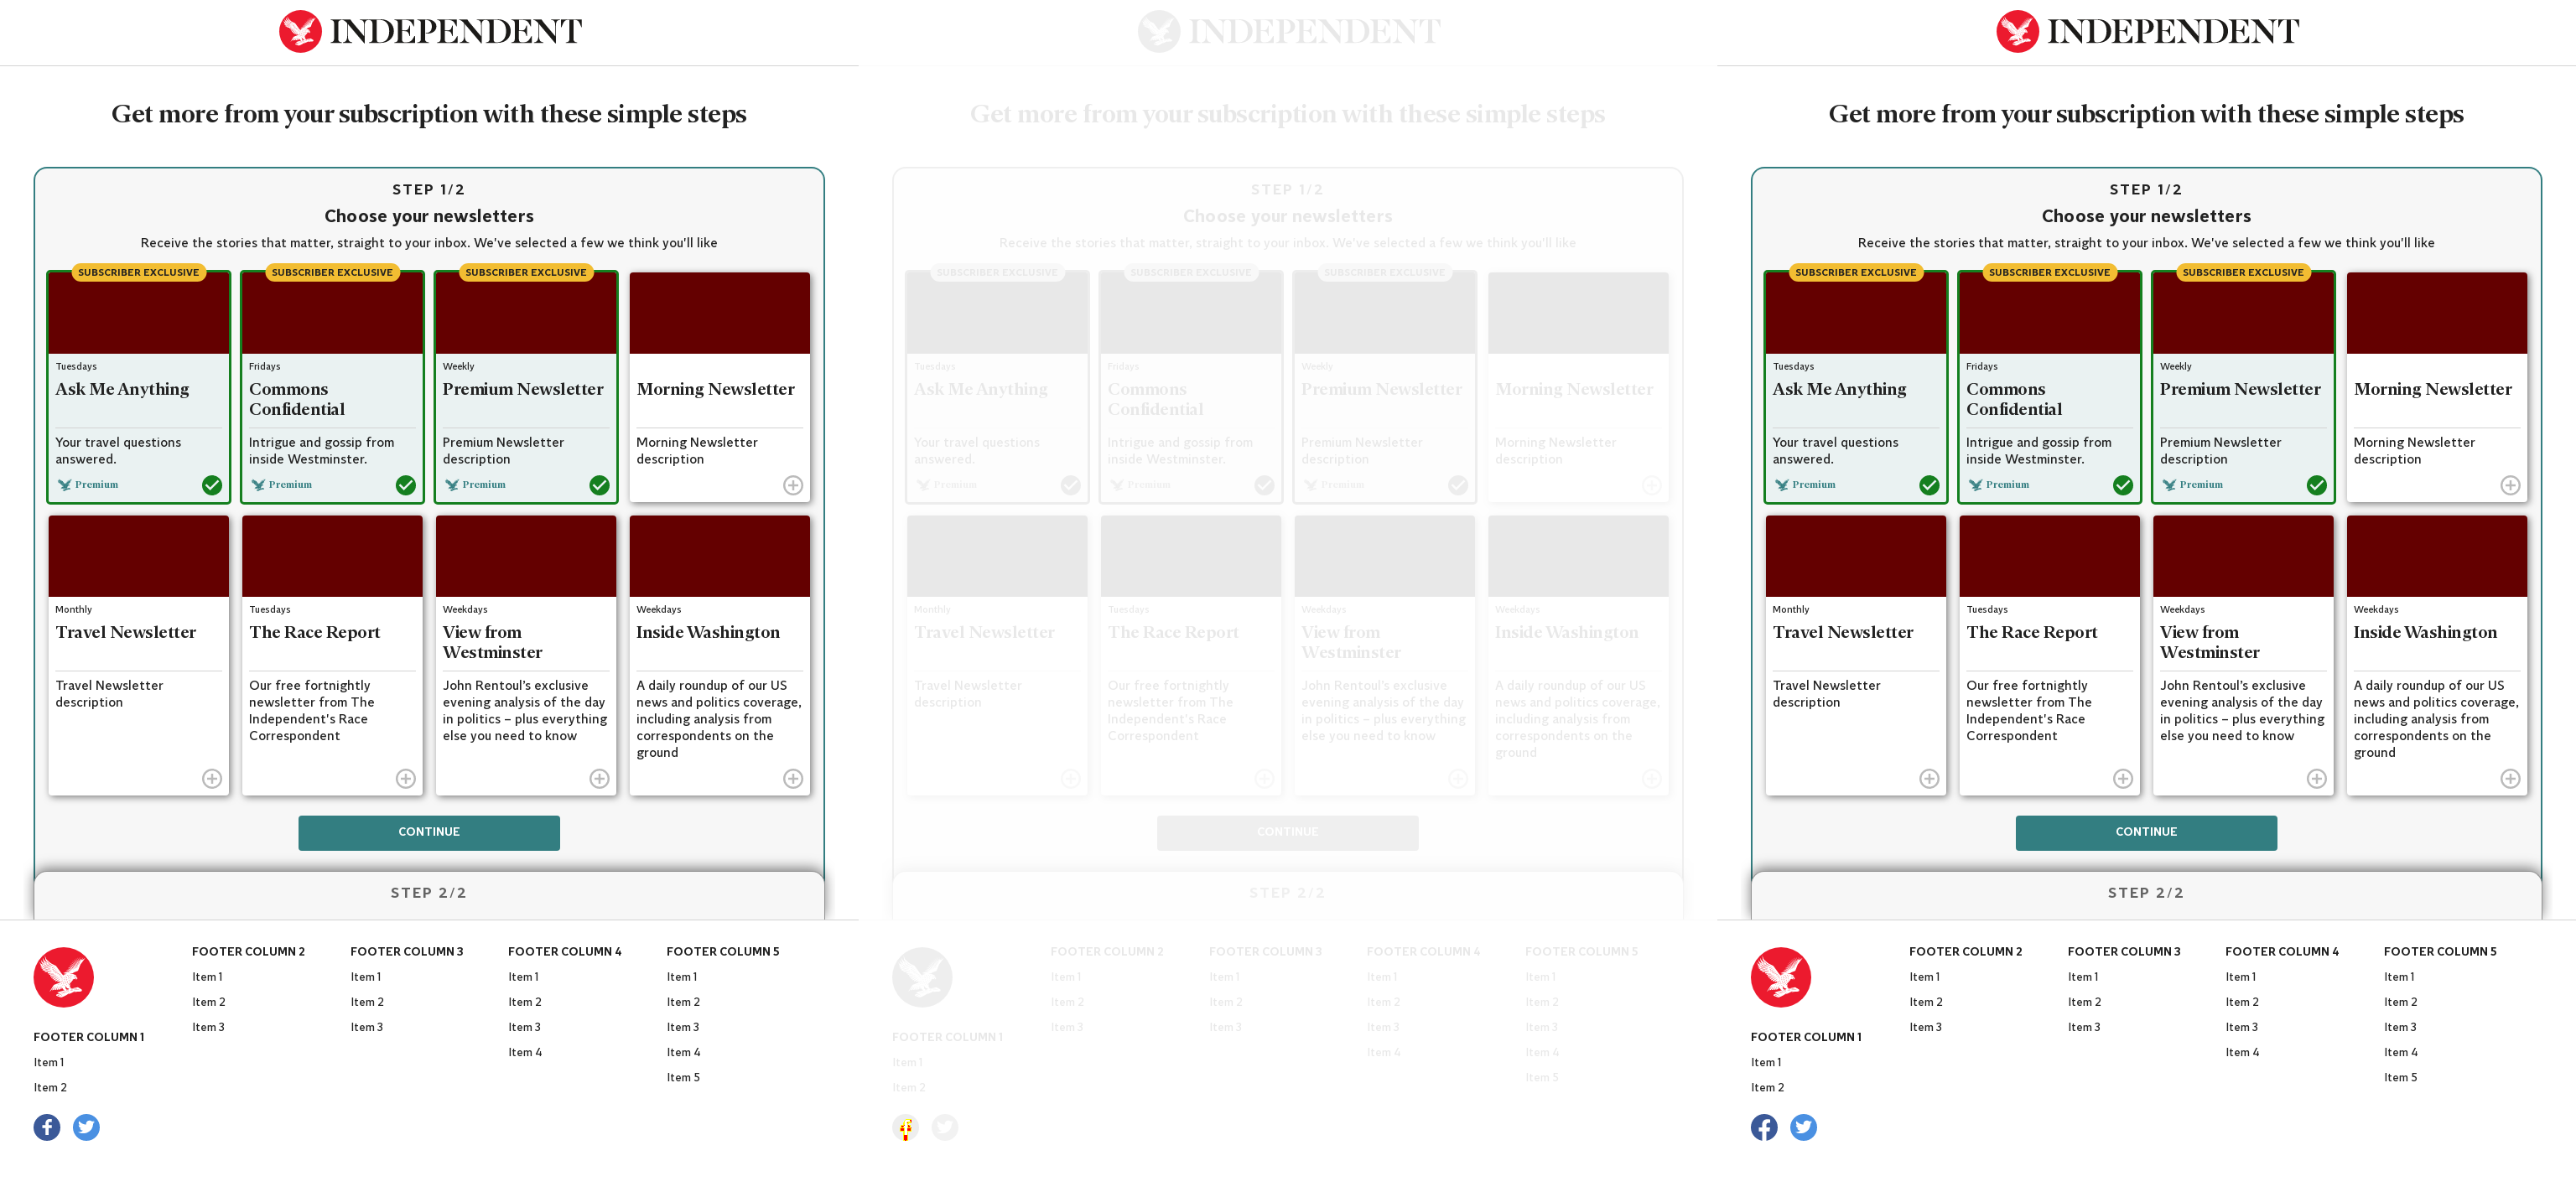 INDEPENDENT
Get more from your subscription with these simple steps
STEP 1/2
Choose your newsletters
Receive the stories that matter, straight to your inbox. We've selected a few we think you'll like
SUBSCRIBER EXCLUSIVE
Tuesdays
Ask Me Anything
Your travel questions
answered.
Premium
SUBSCRIBER EXCLUSIVE
Fridays
Commons
Confidential
Intrigue and gossip from
inside Westminster.
Premium
SUBSCRIBER EXCLUSIVE
Weekly
Premium Newsletter
Premium Newsletter
description
Premium
Morning Newsletter
Morning Newsletter
description
Monthly
Travel Newsletter
Travel Newsletter
description
Tuesdays
The Race Report
Our free fortnightly
newsletter from The
Independent's Race
Correspondent
Weekdays
View from
Westminster
John Rentoul’s exclusive
evening analysis of the day
in politics – plus everything
else you need to know
Weekdays
Inside Washington
A daily roundup of our US
news and politics coverage,
including analysis from
correspondents on the
ground
CONTINUE
STEP 2/2
FOOTER COLUMN 1
Item 1
Item 2
FOOTER COLUMN 2
Item 1
Item 2
Item 3
FOOTER COLUMN 3
Item 1
Item 2
Item 3
FOOTER COLUMN 4
Item 1
Item 2
Item 3
Item 4
FOOTER COLUMN 5
Item 1
Item 2
Item 3
Item 4
Item 5
INDEPENDENT
Get more from your subscription with these simple steps
STEP 1/2
Choose your newsletters
Receive the stories that matter, straight to your inbox. We've selected a few we think you'll like
SUBSCRIBER EXCLUSIVE
Tuesdays
Ask Me Anything
Your travel questions
answered.
Premium
SUBSCRIBER EXCLUSIVE
Fridays
Commons
Confidential
Intrigue and gossip from
inside Westminster.
Premium
SUBSCRIBER EXCLUSIVE
Weekly
Premium Newsletter
Premium Newsletter
description
Premium
Morning Newsletter
Morning Newsletter
description
Monthly
Travel Newsletter
Travel Newsletter
description
Tuesdays
The Race Report
Our free fortnightly
newsletter from The
Independent's Race
Correspondent
Weekdays
View from
Westminster
John Rentoul’s exclusive
evening analysis of the day
in politics – plus everything
else you need to know
Weekdays
Inside Washington
A daily roundup of our US
news and politics coverage,
including analysis from
correspondents on the
ground
CONTINUE
STEP 2/2
FOOTER COLUMN 1
Item 1
Item 2
FOOTER COLUMN 2
Item 1
Item 2
Item 3
FOOTER COLUMN 3
Item 1
Item 2
Item 3
FOOTER COLUMN 4
Item 1
Item 2
Item 3
Item 4
FOOTER COLUMN 5
Item 1
Item 2
Item 3
Item 4
Item 5
INDEPENDENT
Get more from your subscription with these simple steps
STEP 1/2
Choose your newsletters
Receive the stories that matter, straight to your inbox. We've selected a few we think you'll like
SUBSCRIBER EXCLUSIVE
Tuesdays
Ask Me Anything
Your travel questions
answered.
Premium
SUBSCRIBER EXCLUSIVE
Fridays
Commons
Confidential
Intrigue and gossip from
inside Westminster.
Premium
SUBSCRIBER EXCLUSIVE
Weekly
Premium Newsletter
Premium Newsletter
description
Premium
Morning Newsletter
Morning Newsletter
description
Monthly
Travel Newsletter
Travel Newsletter
description
Tuesdays
The Race Report
Our free fortnightly
newsletter from The
Independent's Race
Correspondent
Weekdays
View from
Westminster
John Rentoul’s exclusive
evening analysis of the day
in politics – plus everything
else you need to know
Weekdays
Inside Washington
A daily roundup of our US
news and politics coverage,
including analysis from
correspondents on the
ground
CONTINUE
STEP 2/2
FOOTER COLUMN 1
Item 1
Item 2
FOOTER COLUMN 2
Item 1
Item 2
Item 3
FOOTER COLUMN 3
Item 1
Item 2
Item 3
FOOTER COLUMN 4
Item 1
Item 2
Item 3
Item 4
FOOTER COLUMN 5
Item 1
Item 2
Item 3
Item 4
Item 5